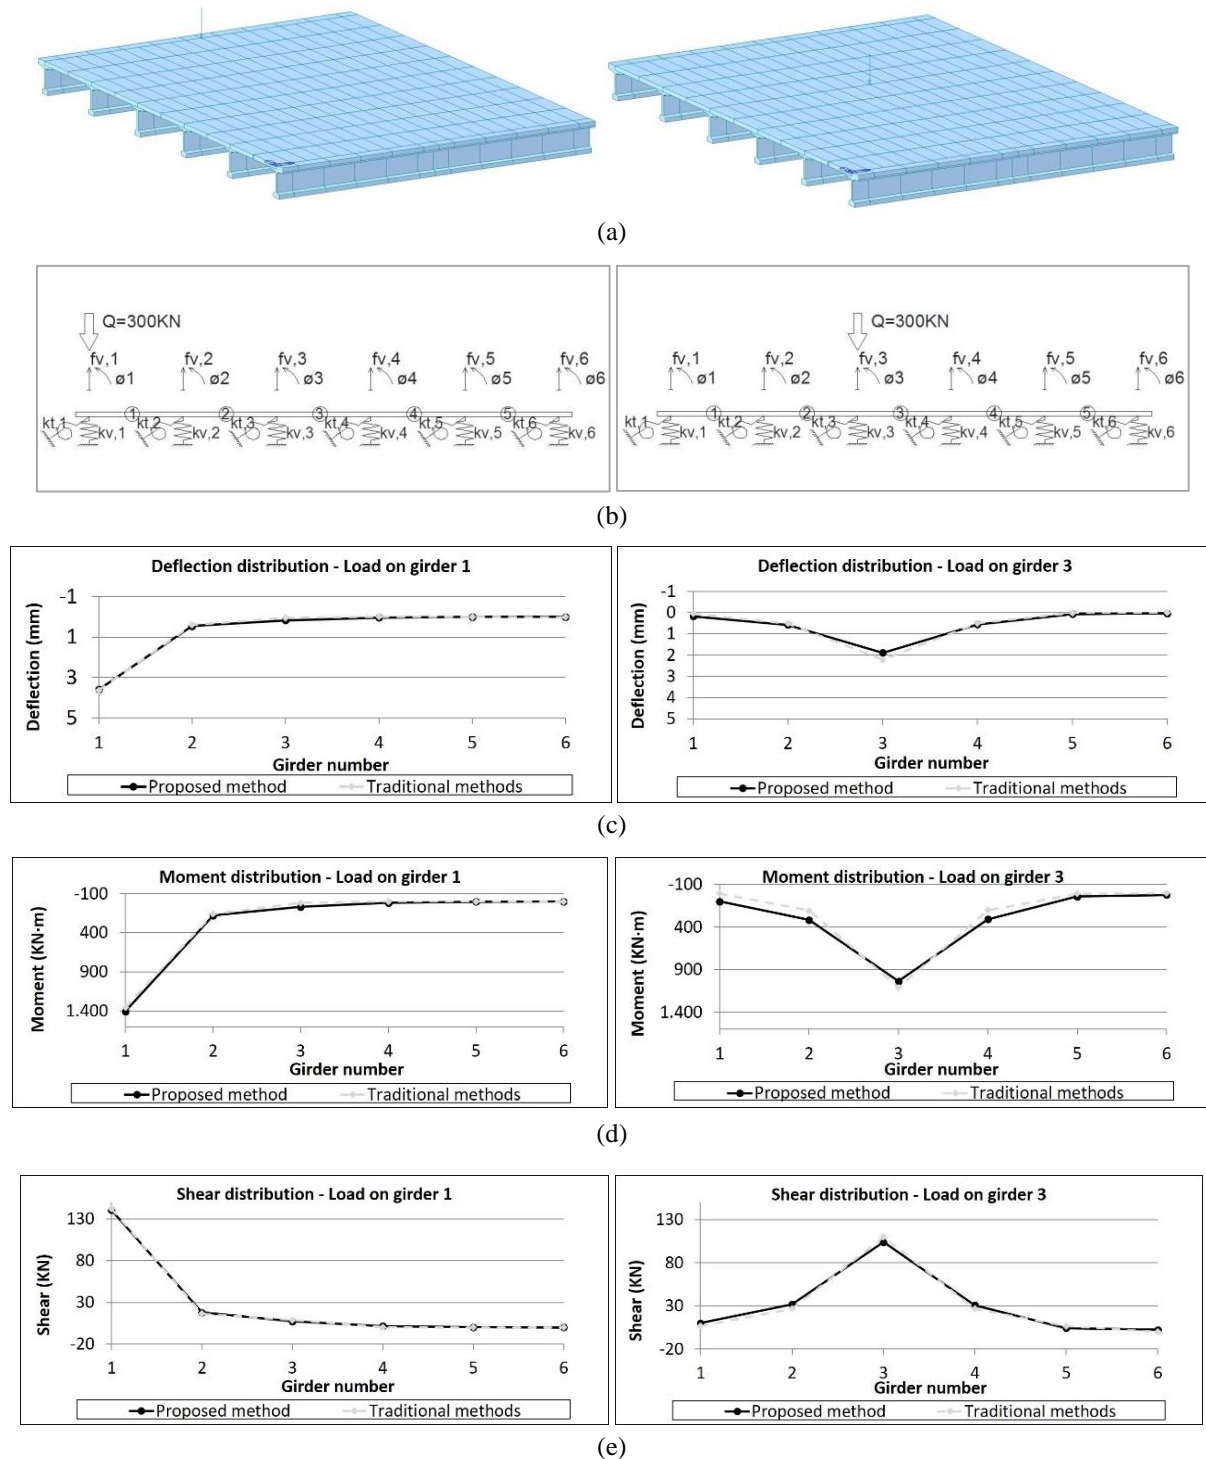 (a)
Q=300KN
fv,1 fv,2 fv,3 fv,4 fv,5 fv,6
ø1 ø2 ø3 ø4 ø5 ø6
1 2 3 4 5
kt,1 kv,1 kt,2 kv,2 kt,3 kv,3 kt,4 kv,4 kt,5 kv,5 kt,6 kv,6
Q=300KN
fv,1 fv,2 fv,3 fv,4 fv,5 fv,6
ø1 ø2 ø3 ø4 ø5 ø6
1 2 3 4 5
kt,1 kv,1 kt,2 kv,2 kt,3 kv,3 kt,4 kv,4 kt,5 kv,5 kt,6 kv,6
(b)
Deflection distribution - Load on girder 1
Deflection (mm)
-1
1
3
5
1 2 3 4 5 6
Girder number
Proposed method Traditional methods
Deflection distribution - Load on girder 3
Deflection (mm)
-1
0
1
2
3
4
5
1 2 3 4 5 6
Girder number
Proposed method Traditional methods
(c)
Moment distribution - Load on girder 1
Moment (KN·m)
-100
400
900
1.400
1 2 3 4 5 6
Girder number
Proposed method Traditional methods
Moment distribution - Load on girder 3
Moment (KN·m)
-100
400
900
1.400
1 2 3 4 5 6
Girder number
Proposed method Traditional methods
(d)
Shear distribution - Load on girder 1
Shear (KN)
130
80
30
-20
1 2 3 4 5 6
Girder number
Proposed method Traditional methods
Shear distribution - Load on girder 3
Shear (KN)
130
80
30
-20
1 2 3 4 5 6
Girder number
Proposed method Traditional methods
(e)